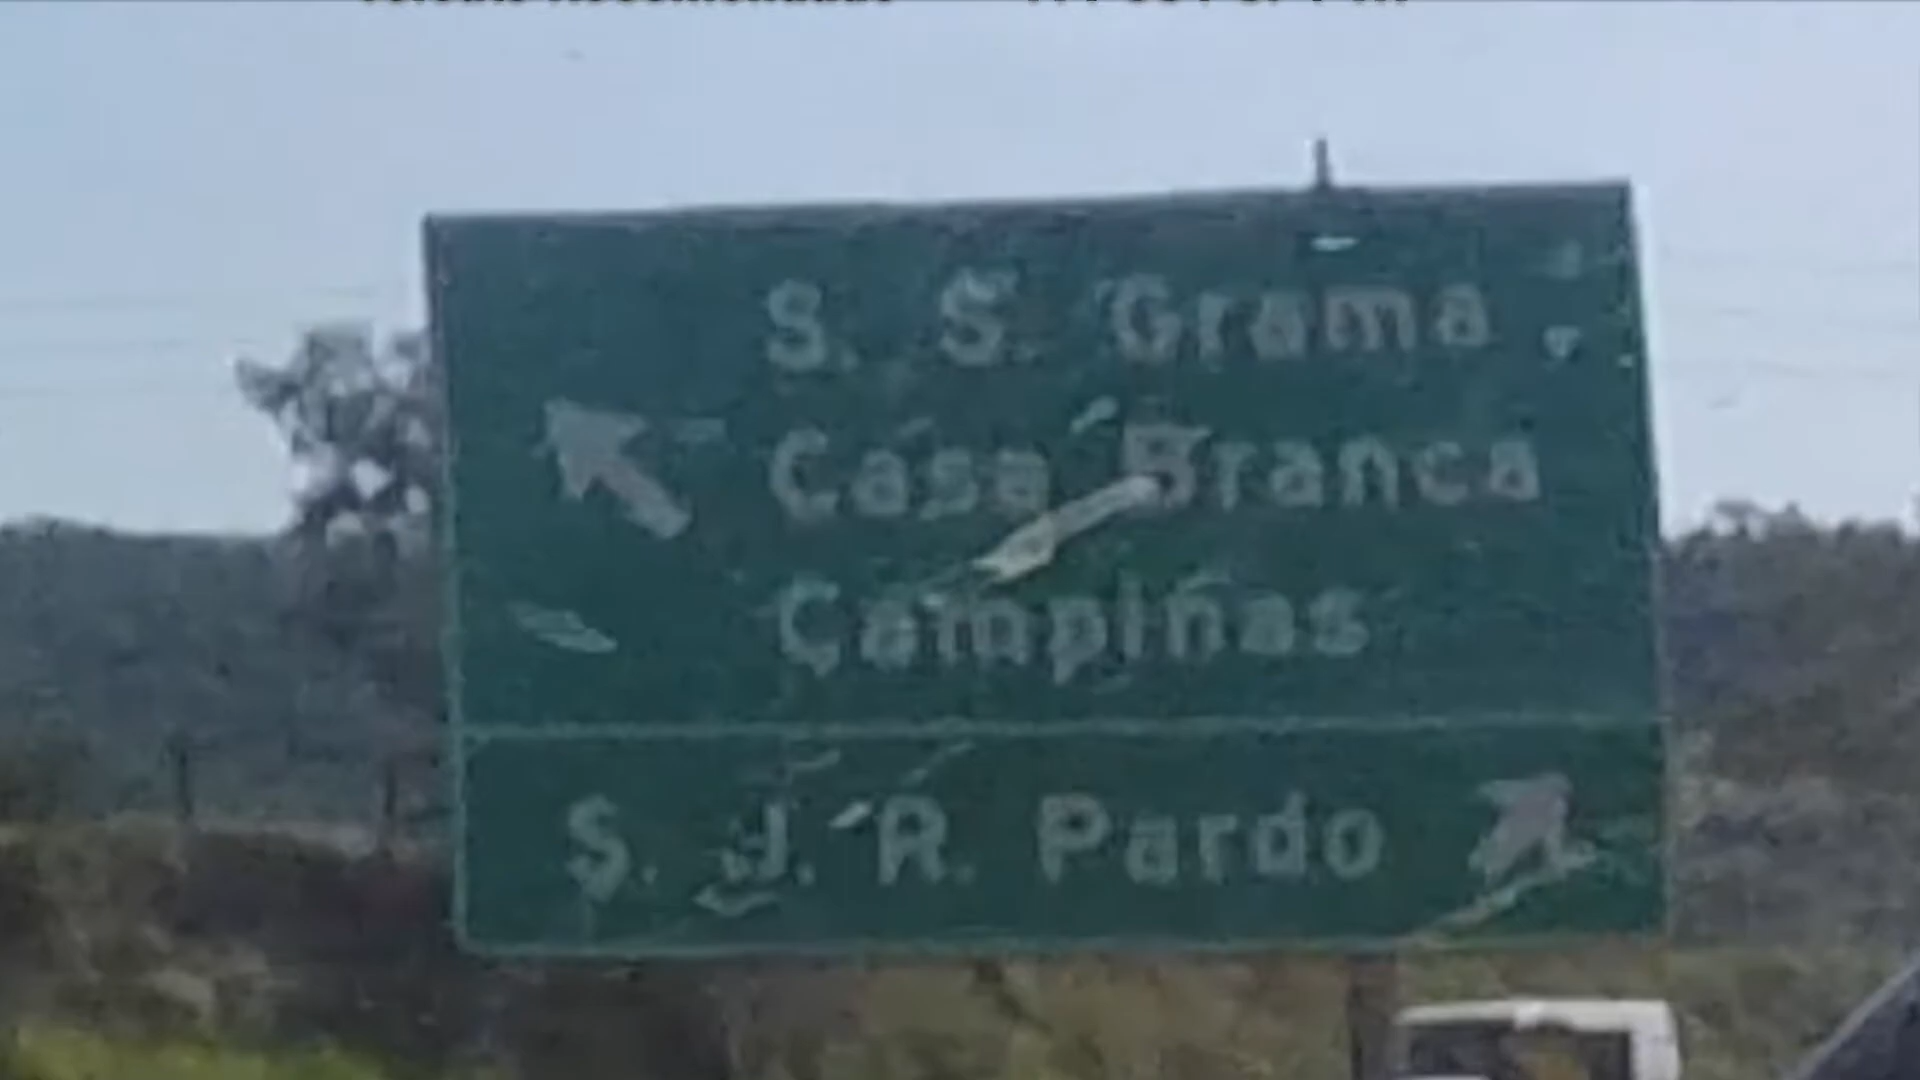 S. S. Grama
Casa Branca
Campinas
S. J. R. Pardo